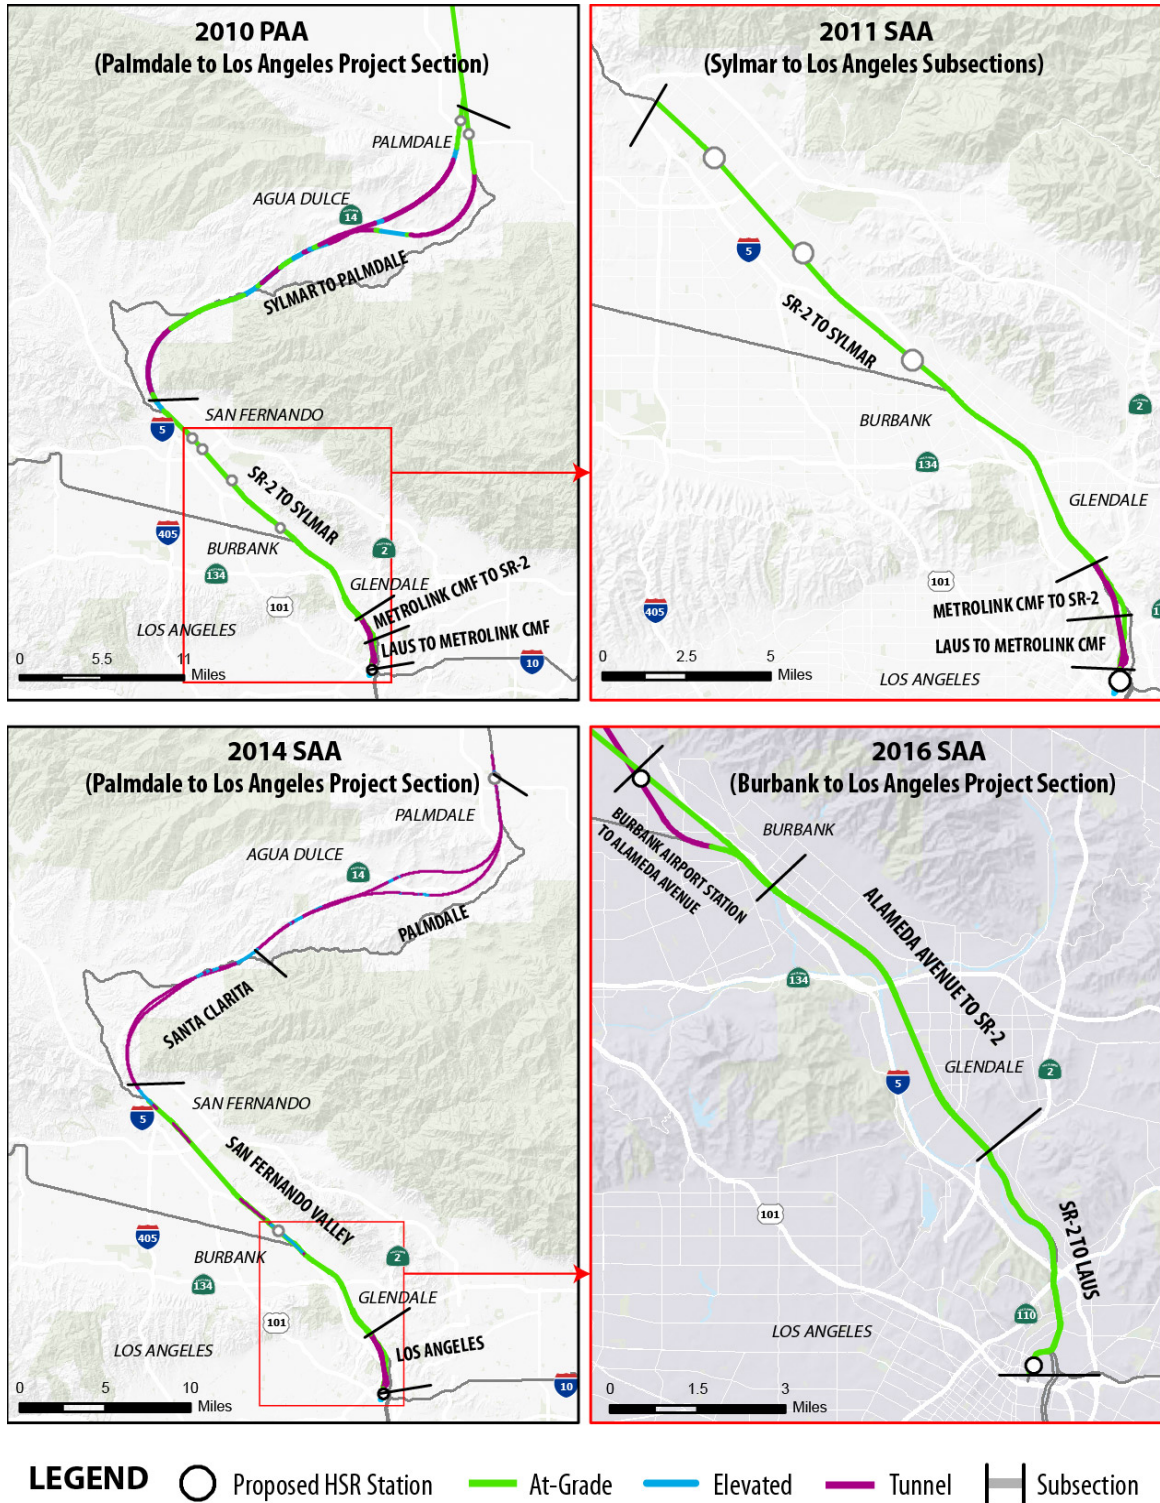 2010 PAA
(Palmdale to Los Angeles Project Section)
PALMDALE
AGUA DULCE
14
SYLMAR TO PALMDALE
SAN FERNANDO
5
SR-2 TO SYLMAR
405
BURBANK
2
134
GLENDALE
METROLINK CMF TO SR-2
101
LOS ANGELES
LAUS TO METROLINK CMF
10
0 5.5 11
Miles
2011 SAA
(Sylmar to Los Angeles Subsections)
5
SR-2 TO SYLMAR
BURBANK
2
134
GLENDALE
101
METROLINK CMF TO SR-2
405
LAUS TO METROLINK CMF
LOS ANGELES
0 2.5 5
Miles
2014 SAA
(Palmdale to Los Angeles Project Section)
PALMDALE
AGUA DULCE
14
PALMDALE
SANTA CLARITA
SAN FERNANDO
5
SAN FERNANDO VALLEY
405
BURBANK
2
134
GLENDALE
101
LOS ANGELES
LOS ANGELES
10
0 5 10
Miles
2016 SAA
(Burbank to Los Angeles Project Section)
BURBANK AIRPORT STATION
TO ALAMEDA AVENUE
BURBANK
ALAMEDA AVENUE TO SR-2
134
GLENDALE
5
2
101
SR-2 TO LAUS
110
LOS ANGELES
0 1.5 3
Miles
LEGEND Proposed HSR Station At-Grade Elevated Tunnel Subsection